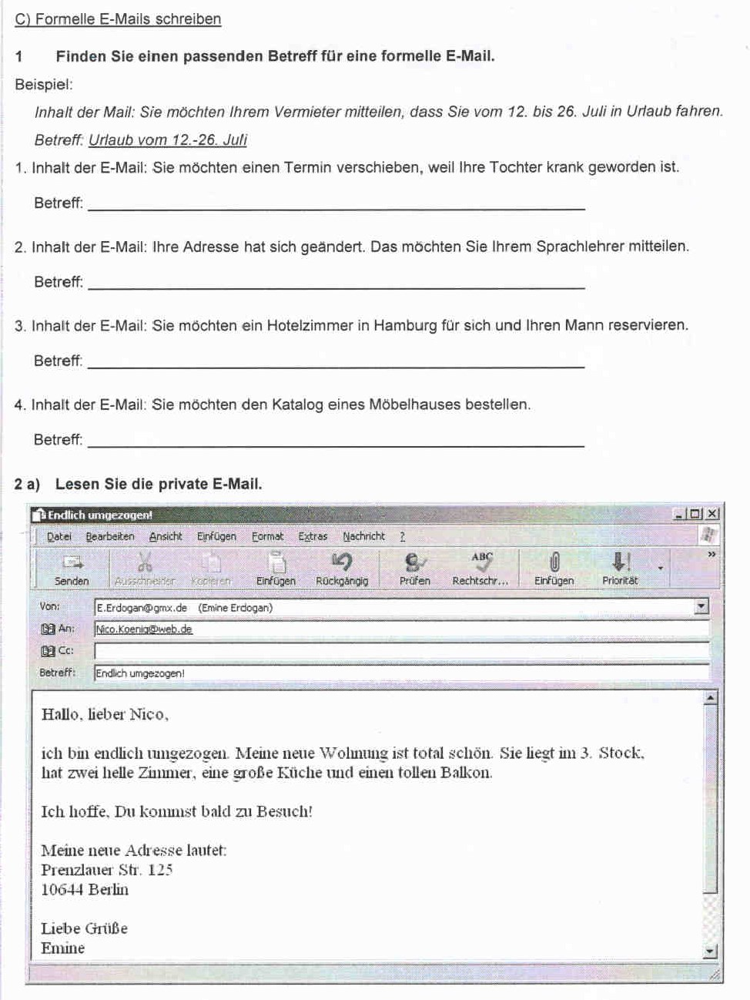 C) Formelle E-Mails schreiben
1 Finden Sie einen passenden Betreff für eine formelle E-Mail.
Beispiel:
Inhalt der Mail: Sie möchten Ihrem Vermieter mitteilen, dass Sie vom 12. bis 26. Juli in Urlaub fahren.
Betreff: Urlaub vom 12.-26. Juli
1. Inhalt der E-Mail: Sie möchten einen Termin verschieben, weil Ihre Tochter krank geworden ist.
Betreff:
2. Inhalt der E-Mail: Ihre Adresse hat sich geändert. Das möchten Sie Ihrem Sprachlehrer mitteilen.
Betreff:
3. Inhalt der E-Mail: Sie möchten ein Hotelzimmer in Hamburg für sich und Ihren Mann reservieren.
Betreff:
4. Inhalt der E-Mail: Sie möchten den Katalog eines Möbelhauses bestellen.
Betreff:
2 a) Lesen Sie die private E-Mail.
Endlich umgezogen!
Datei Bearbeiten Ansicht Einfügen Format Extras Nachricht ?
ABC »
Senden Ausschneiden Kopieren Einfügen Rückgängig Prüfen Rechtschr... Einfügen Priorität
Von: E.Erdogan@gmx.de (Emine Erdogan)
An: Nico.Koenig@web.de
Cc:
Betreff: Endlich umgezogen!
Hallo, lieber Nico,
ich bin endlich umgezogen. Meine neue Wohnung ist total schön. Sie liegt im 3. Stock,
hat zwei helle Zimmer, eine große Küche und einen tollen Balkon.
Ich hoffe, Du kommst bald zu Besuch!
Meine neue Adresse lautet:
Prenzlauer Str. 125
10644 Berlin
Liebe Grüße
Emine